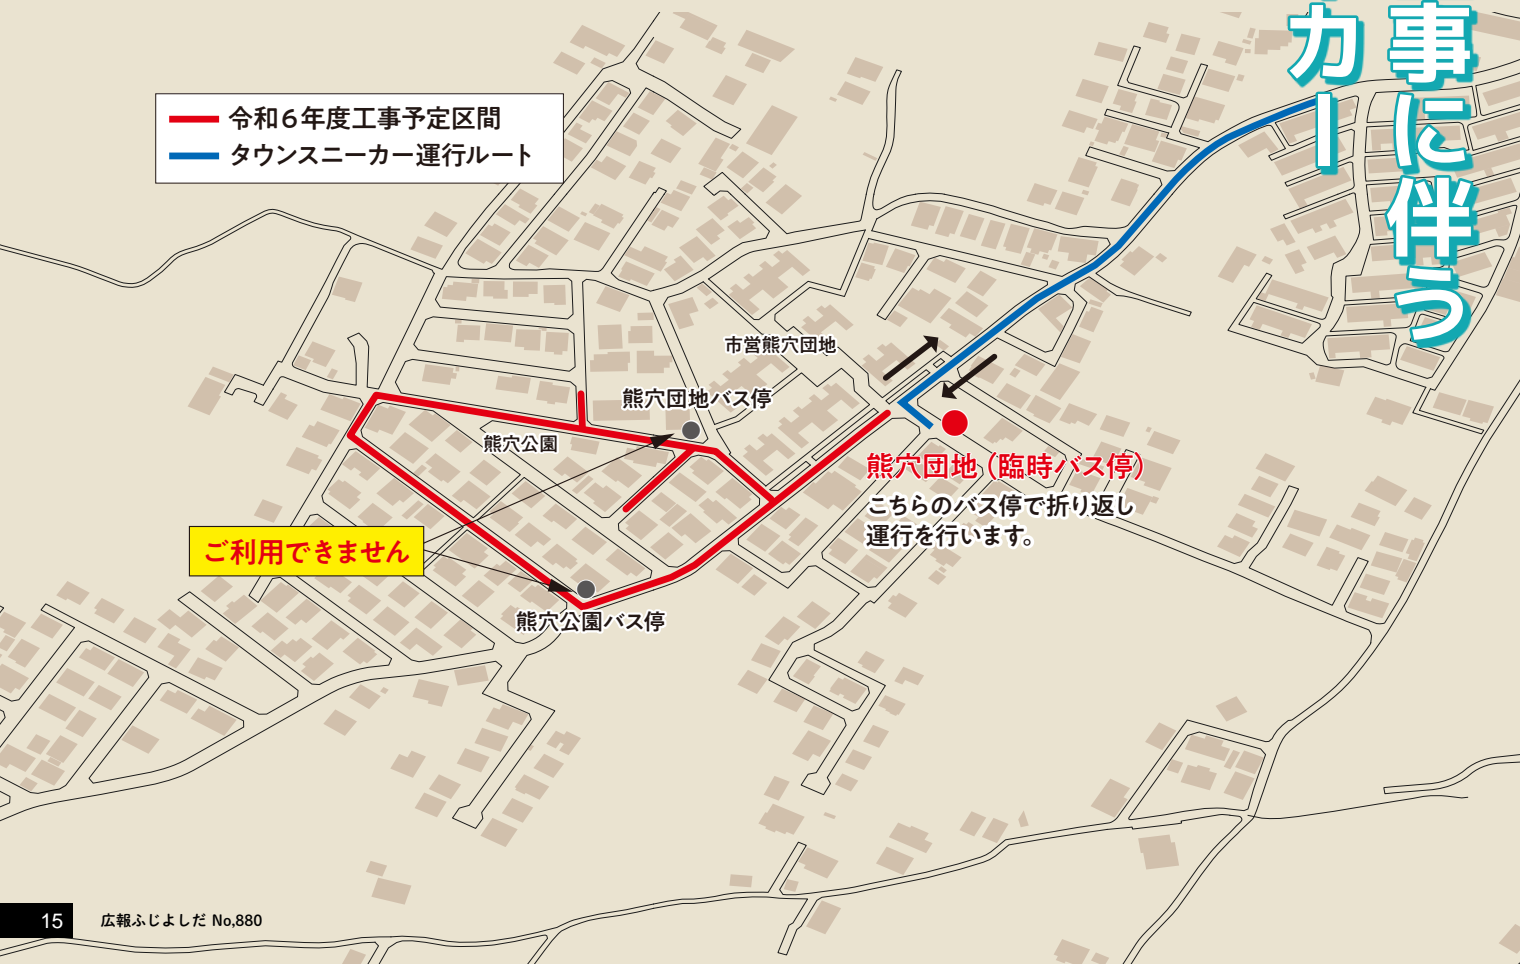 事に伴う
カー
令和6年度工事予定区間
タウンスニーカー運行ルート
市営熊穴団地
熊穴団地バス停
熊穴公園
熊穴団地（臨時バス停）
こちらのバス停で折り返し
運行を行います。
ご利用できません
熊穴公園バス停
15
広報ふじよしだ No,880